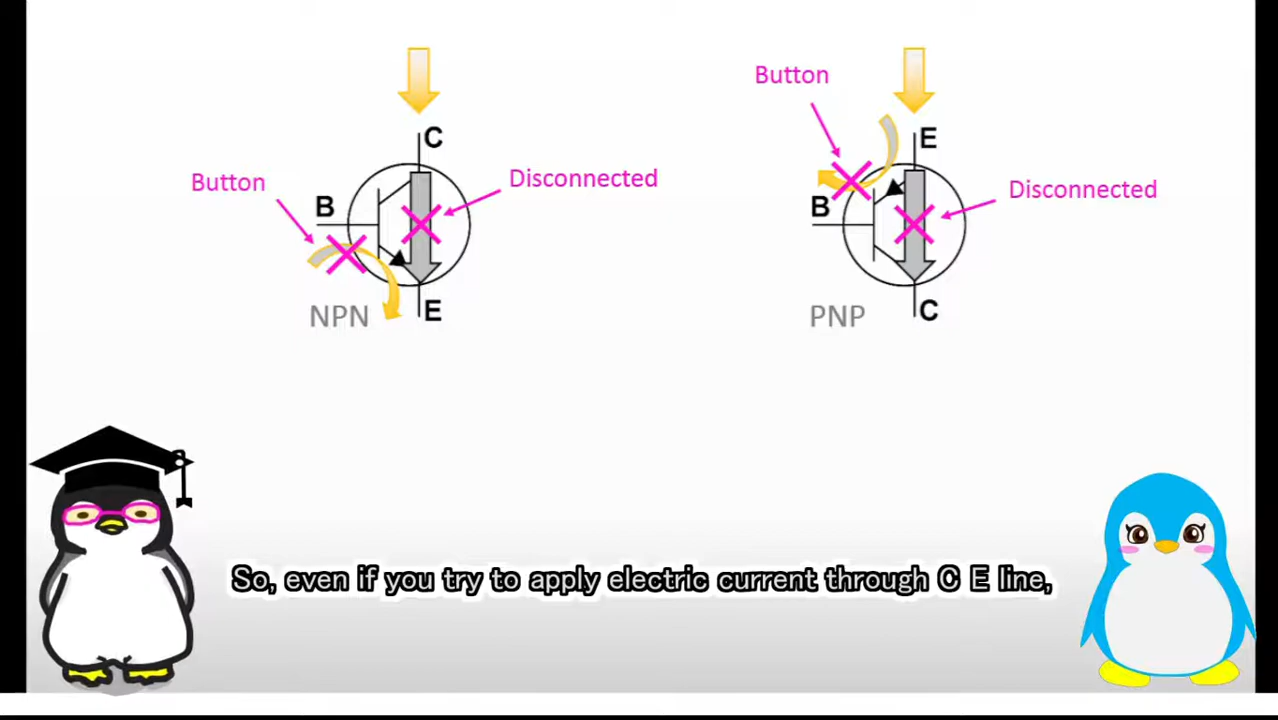 Button
C
E
Button
Disconnected
Disconnected
B
B
NPN
E
PNP
C
So, even if you try to apply electric current through C E line,